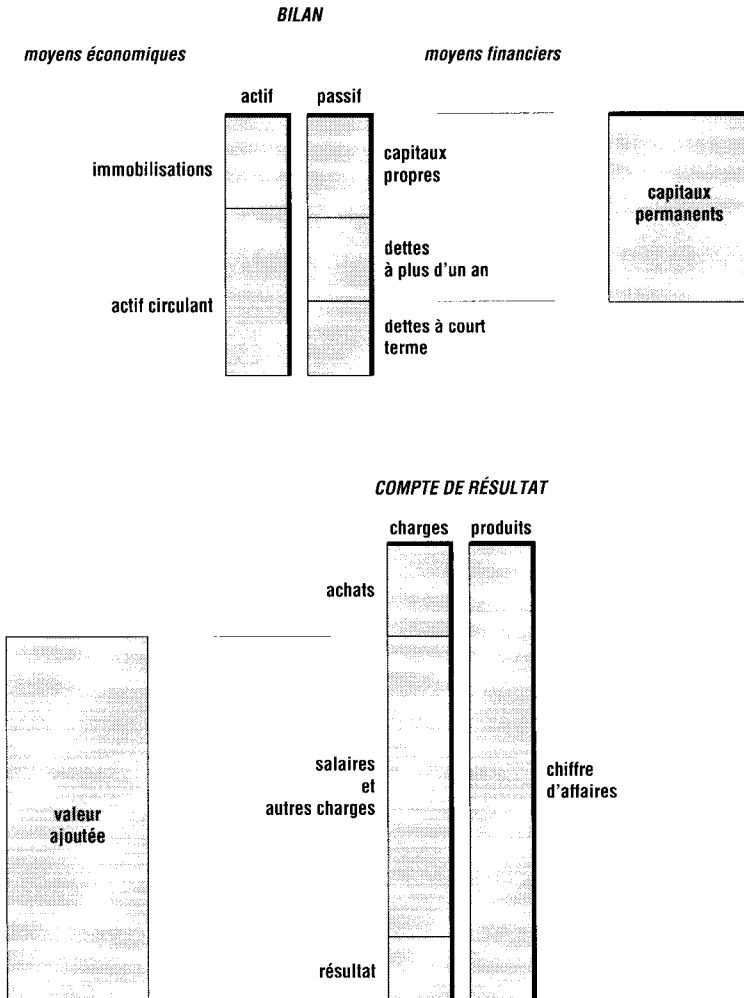 BILAN
moyens économiques
moyens financiers
actif
passif
immobilisations
capitaux
propres
capitaux
permanents
dettes
à plus d'un an
actif circulant
dettes à court
terme
COMPTE DE RÉSULTAT
charges
produits
achats
salaires
et
autres charges
chiffre
d'affaires
valeur
ajoutée
résultat